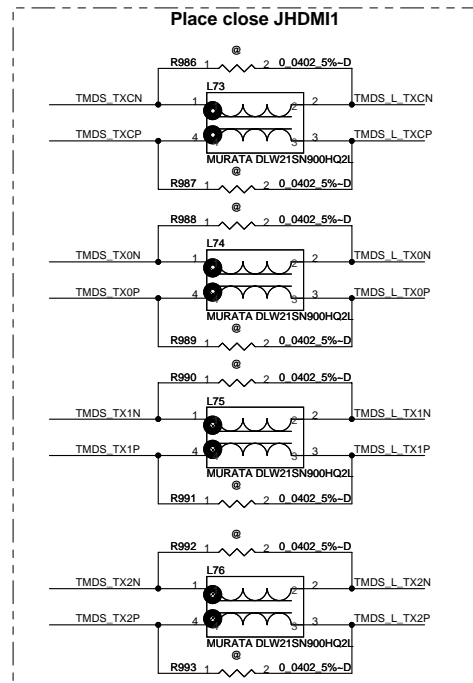 Place close JHDMI1
@
R986 1 2 0_0402_5%~D
L73
TMDS_TXCN 1 2 2 TMDS_L_TXCN
TMDS_TXCP 4 3 3 TMDS_L_TXCP
MURATA DLW21SN900HQ2L
@
R987 1 2 0_0402_5%~D
@
R988 1 2 0_0402_5%~D
L74
TMDS_TX0N 1 2 2 TMDS_L_TX0N
TMDS_TX0P 4 3 3 TMDS_L_TX0P
MURATA DLW21SN900HQ2L
@
R989 1 2 0_0402_5%~D
@
R990 1 2 0_0402_5%~D
L75
TMDS_TX1N 1 2 2 TMDS_L_TX1N
TMDS_TX1P 4 3 3 TMDS_L_TX1P
MURATA DLW21SN900HQ2L
@
R991 1 2 0_0402_5%~D
@
R992 1 2 0_0402_5%~D
L76
TMDS_TX2N 1 2 2 TMDS_L_TX2N
TMDS_TX2P 4 3 3 TMDS_L_TX2P
MURATA DLW21SN900HQ2L
@
R993 1 2 0_0402_5%~D